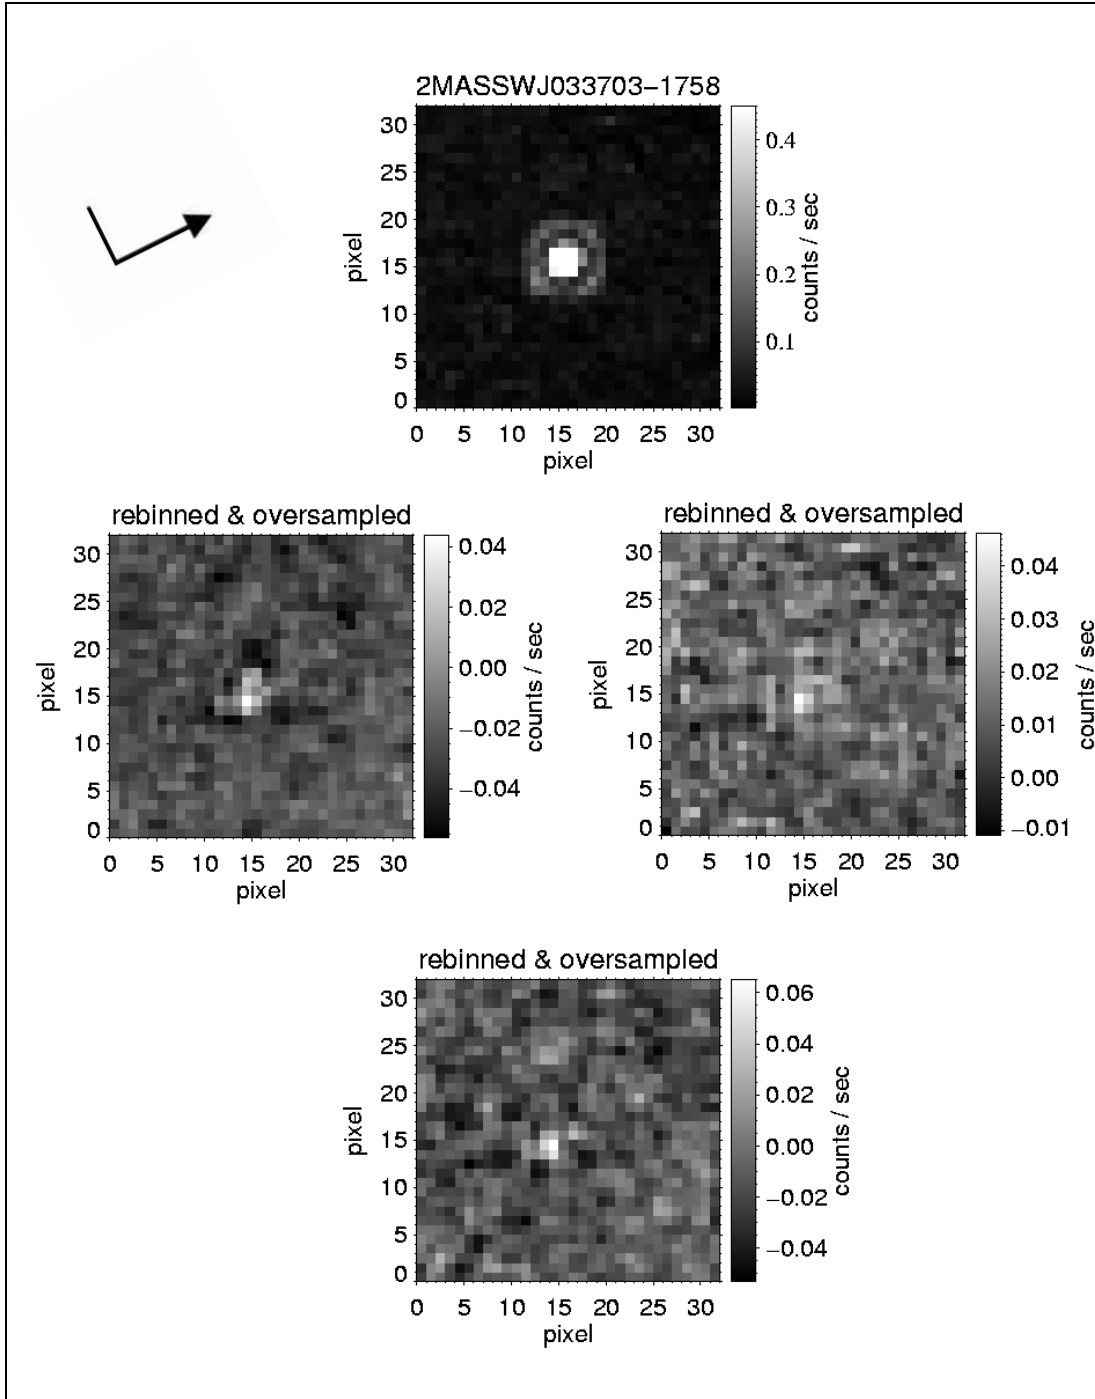 2MASSWJ033703−1758
30
25
20
15
10
5
0
pixel
0 5 10 15 20 25 30
pixel
0.4
0.3
0.2
0.1
counts / sec
rebinned & oversampled
30
25
20
15
10
5
0
pixel
0 5 10 15 20 25 30
pixel
0.04
0.02
0.00
−0.02
−0.04
counts / sec
rebinned & oversampled
30
25
20
15
10
5
0
pixel
0 5 10 15 20 25 30
pixel
0.04
0.03
0.02
0.01
0.00
−0.01
counts / sec
rebinned & oversampled
30
25
20
15
10
5
0
pixel
0 5 10 15 20 25 30
pixel
0.06
0.04
0.02
0.00
−0.02
−0.04
counts / sec